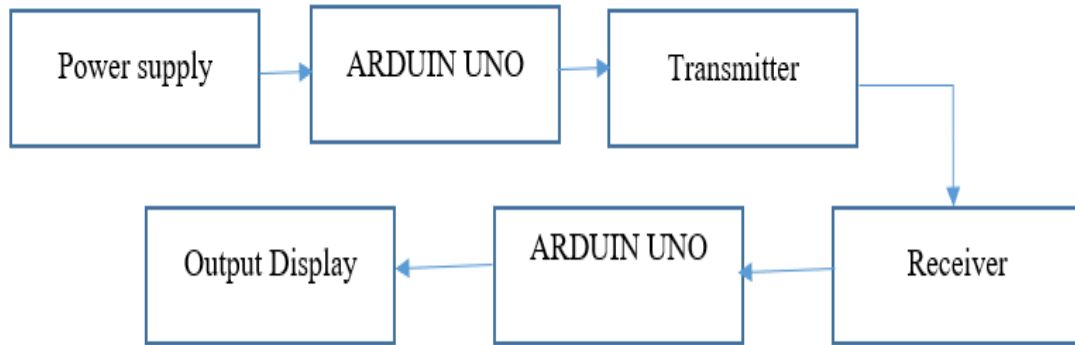 Power supply
ARDUIN UNO
Transmitter
Receiver
ARDUIN UNO
Output Display